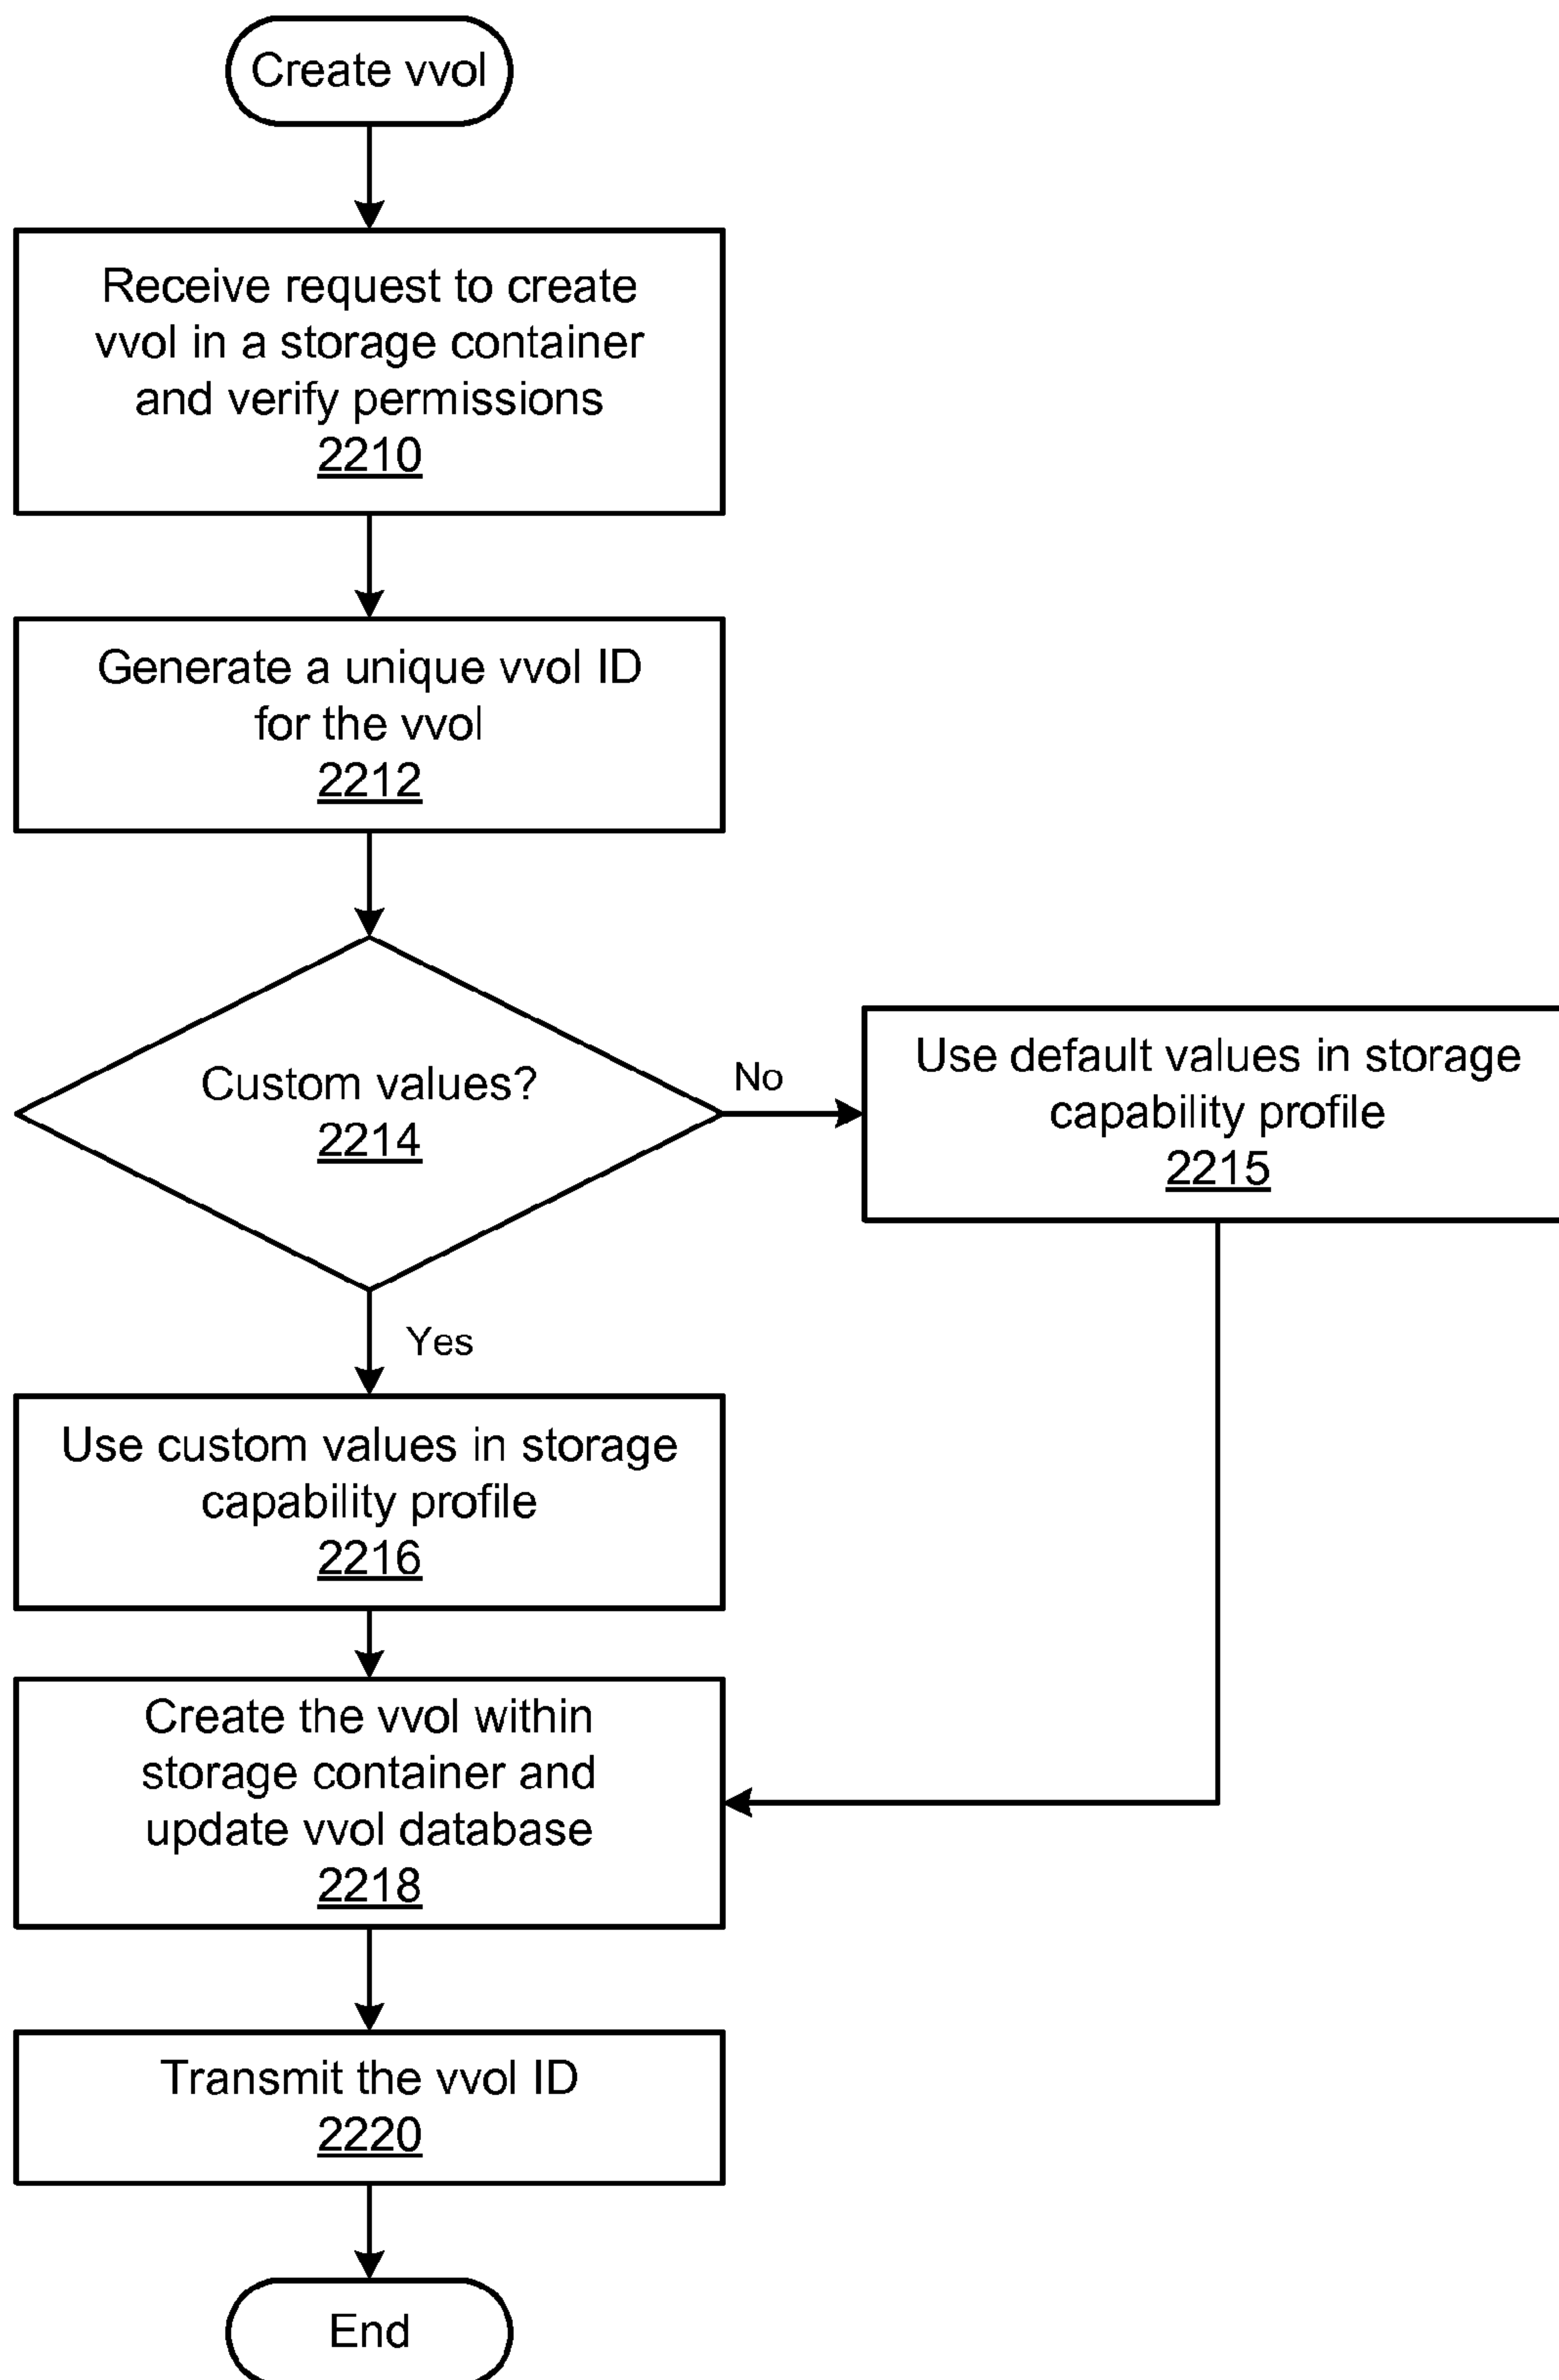 Create vvol
Receive request to create
vvol in a storage container
and verify permissions
2210
Generate a unique vvol ID
for the vvol
2212
Custom values?
2214
No
Use default values in storage
capability profile
2215
Yes
Use custom values in storage
capability profile
2216
Create the vvol within
storage container and
update vvol database
2218
Transmit the vvol ID
2220
End